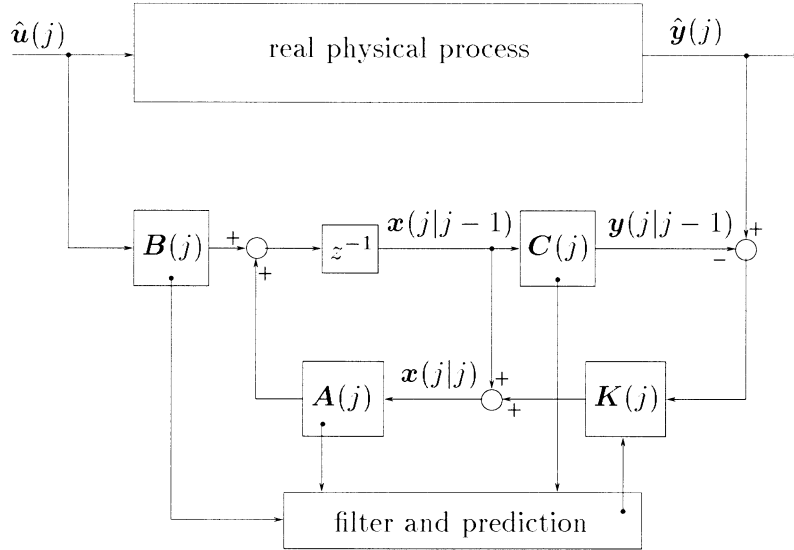 û(j)
real physical process
ŷ(j)
B(j)
+
+
z⁻¹
x(j|j − 1)
C(j)
y(j|j − 1)
+
−
A(j)
x(j|j)
+
+
K(j)
filter and prediction